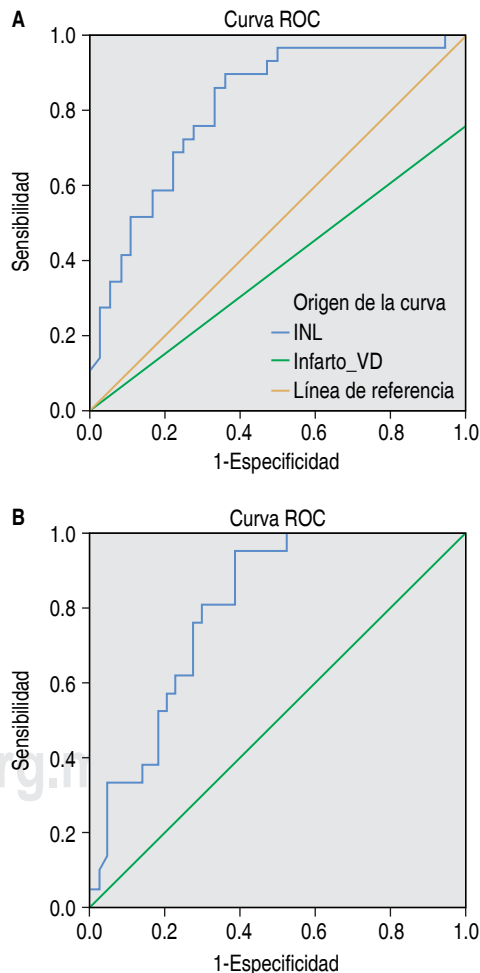 A
Curva ROC
1.0
0.8
0.6
0.4
0.2
0.0
Sensibilidad
Origen de la curva
INL
Infarto_VD
Línea de referencia
0.0 0.2 0.4 0.6 0.8 1.0
1-Especificidad
B
Curva ROC
1.0
0.8
0.6
0.4
0.2
0.0
Sensibilidad
0.0 0.2 0.4 0.6 0.8 1.0
1-Especificidad